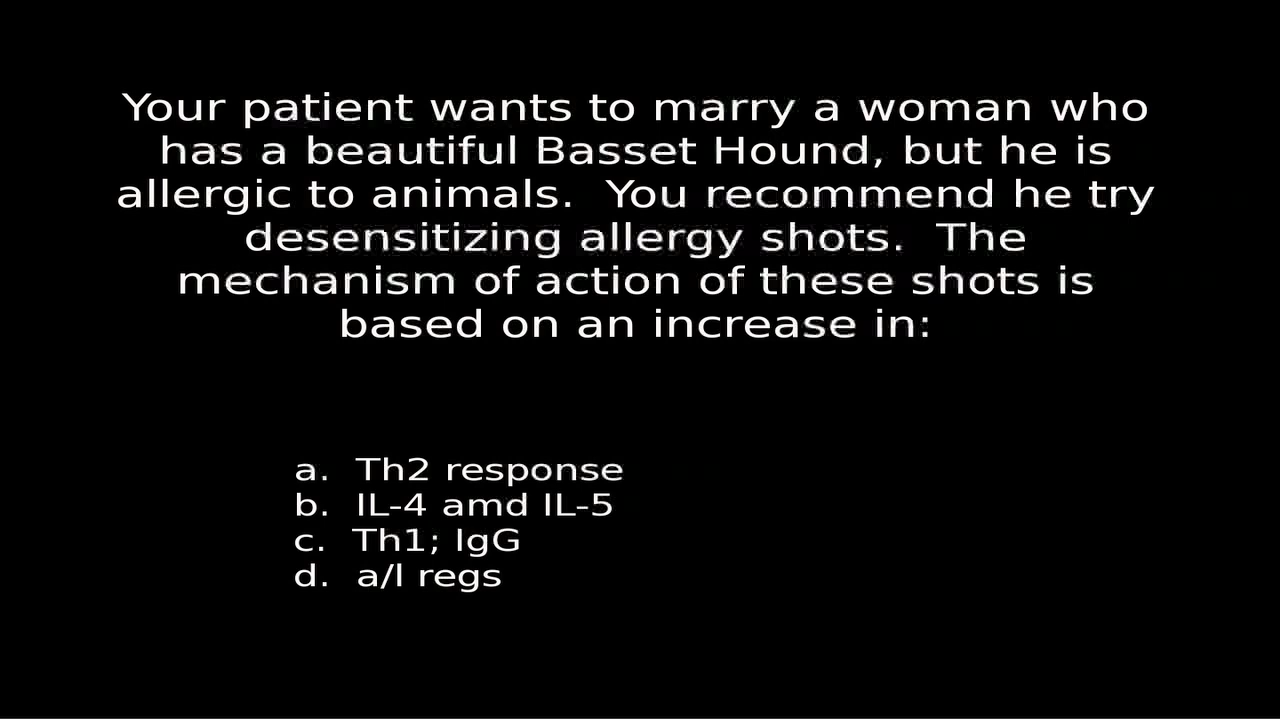 Your patient wants to marry a woman who
has a beautiful Basset Hound, but he is
allergic to animals.  You recommend he try
desensitizing allergy shots.  The
mechanism of action of these shots is
based on an increase in:
a.  Th2 response
b.  IL-4 amd IL-5
c.  Th1; IgG
d.  a/l regs